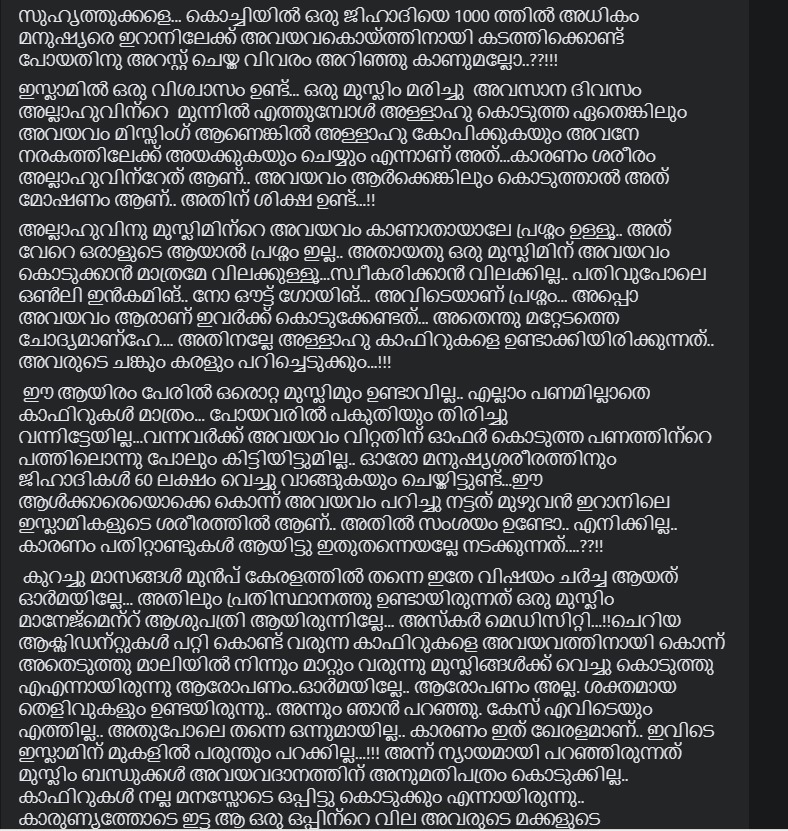 സുഹൃത്തുക്കളെ... കൊച്ചിയിൽ ഒരു ജിഹാദിയെ 1000 ത്തിൽ അധികം
മനുഷ്യരെ ഇറാനിലേക്ക് അവയവകൊയ്ത്തിനായി കടത്തിക്കൊണ്ട്
പോയതിനു അറസ്റ്റ് ചെയ്ത വിവരം അറിഞ്ഞു കാണുമല്ലോ..??!!!
ഇസ്ലാമിൽ ഒരു വിശ്വാസം ഉണ്ട്... ഒരു മുസ്ലിം മരിച്ചു അവസാന ദിവസം
അല്ലാഹുവിന്റെ മുന്നിൽ എത്തുമ്പോൾ അള്ളാഹു കൊടുത്ത ഏതെങ്കിലും
അവയവം മിസ്സിംഗ് ആണെങ്കിൽ അള്ളാഹു കോപിക്കുകയും അവനേ
നരകത്തിലേക്ക് അയക്കുകയും ചെയ്യും എന്നാണ് അത്...കാരണം ശരീരം
അല്ലാഹുവിന്റേത് ആണ്.. അവയവം ആർക്കെങ്കിലും കൊടുത്താൽ അത്
മോഷണം ആണ്.. അതിന് ശിക്ഷ ഉണ്ട്...!!
അല്ലാഹുവിനു മുസ്ലിമിന്റെ അവയവം കാണാതായാലേ പ്രശ്നം ഉള്ളൂ.. അത്
വേറെ ഒരാളുടെ ആയാൽ പ്രശ്നം ഇല്ല.. അതായതു ഒരു മുസ്ലിമിന് അവയവം
കൊടുക്കാൻ മാത്രമേ വിലക്കുള്ളൂ...സ്വീകരിക്കാൻ വിലക്കില്ല.. പതിവുപോലെ
ഒൺലി ഇൻകമിങ്.. നോ ഔട്ട് ഗോയിങ്... അവിടെയാണ് പ്രശ്നം... അപ്പൊ
അവയവം ആരാണ് ഇവർക്ക് കൊടുക്കേണ്ടത്... അതെന്തു മറ്റേടത്തെ
ചോദ്യമാണ്ഹേ.... അതിനല്ലേ അള്ളാഹു കാഫിറുകളെ ഉണ്ടാക്കിയിരിക്കുന്നത്..
അവരുടെ ചങ്കും കരളും പറിച്ചെടുക്കും...!!!
ഈ ആയിരം പേരിൽ ഒരൊറ്റ മുസ്ലിമും ഉണ്ടാവില്ല.. എല്ലാം പണമില്ലാതെ
കാഫിറുകൾ മാത്രം... പോയവരിൽ പകുതിയും തിരിച്ചു
വന്നിട്ടേയില്ല...വന്നവർക്ക് അവയവം വിറ്റതിന് ഓഫർ കൊടുത്ത പണത്തിന്റെ
പത്തിലൊന്നു പോലും കിട്ടിയിട്ടുമില്ല.. ഓരോ മനുഷ്യശരീരത്തിനും
ജിഹാദികൾ 60 ലക്ഷം വെച്ചു വാങ്ങുകയും ചെയ്തിട്ടുണ്ട്...ഈ
ആൾക്കാരെയൊക്കെ കൊന്ന് അവയവം പറിച്ചു നട്ടത് മുഴുവൻ ഇറാനിലെ
ഇസ്ലാമികളുടെ ശരീരത്തിൽ ആണ്.. അതിൽ സംശയം ഉണ്ടോ.. എനിക്കില്ല..
കാരണം പതിറ്റാണ്ടുകൾ ആയിട്ടു ഇതുതന്നെയല്ലേ നടക്കുന്നത്....??!!
കുറച്ചു മാസങ്ങൾ മുൻപ് കേരളത്തിൽ തന്നെ ഇതേ വിഷയം ചർച്ച ആയത്
ഓർമയില്ലേ... അതിലും പ്രതിസ്ഥാനത്തു ഉണ്ടായിരുന്നത് ഒരു മുസ്ലിം
മാനേജ്മെന്റ് ആശുപത്രി ആയിരുന്നില്ലേ... അസ്കർ മെഡിസിറ്റി...!!ചെറിയ
ആക്സിഡന്റുകൾ പറ്റി കൊണ്ട് വരുന്ന കാഫിറുകളെ അവയവത്തിനായി കൊന്ന്
അതെടുത്തു മാലിയിൽ നിന്നും മാറ്റും വരുന്നു മുസ്ലിങ്ങൾക്ക് വെച്ചു കൊടുത്തു
എഎന്നായിരുന്നു ആരോപണം..ഓർമയില്ലേ.. ആരോപണം അല്ല. ശക്തമായ
തെളിവുകളും ഉണ്ടയിരുന്നു.. അന്നും ഞാൻ പറഞ്ഞു. കേസ് എവിടെയും
എത്തില്ല.. അതുപോലെ തന്നെ ഒന്നുമായില്ല.. കാരണം ഇത് ഖേരളമാണ്.. ഇവിടെ
ഇസ്ലാമിന് മുകളിൽ പരുന്തും പറക്കില്ല...!!! അന്ന് ന്യായമായി പറഞ്ഞിരുന്നത്
മുസ്ലിം ബന്ധുക്കൾ അവയവദാനത്തിന് അനുമതിപത്രം കൊടുക്കില്ല..
കാഫിറുകൾ നല്ല മനസ്സോടെ ഒപ്പിട്ടു കൊടുക്കും എന്നായിരുന്നു..
കാരുണ്യത്തോടെ ഇട്ട ആ ഒരു ഒപ്പിന്റെ വില അവരുടെ മക്കളുടെ